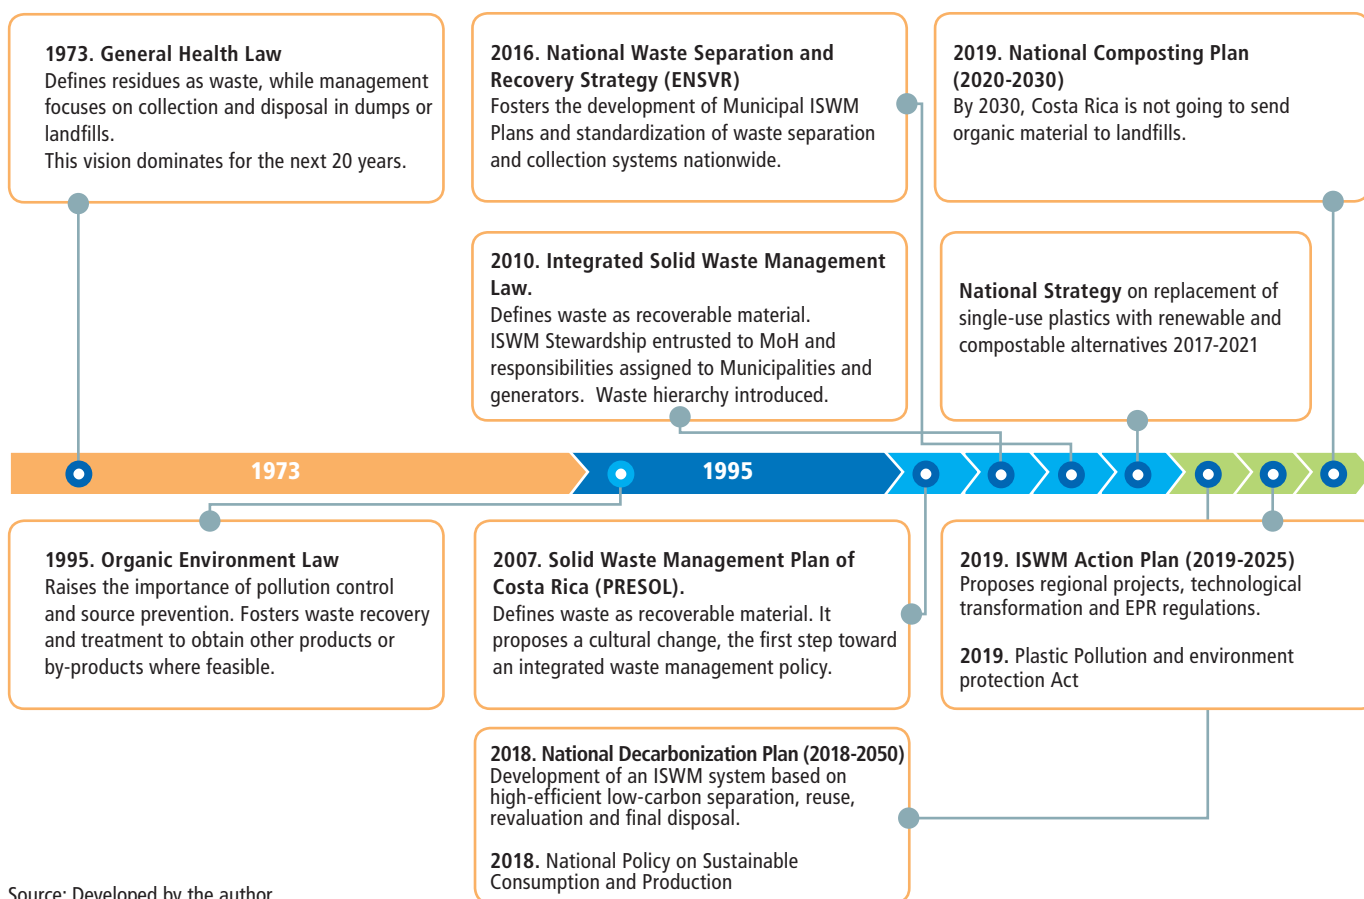 1973. General Health Law
Defines residues as waste, while management
focuses on collection and disposal in dumps or
landfills.
This vision dominates for the next 20 years.
2016. National Waste Separation and
Recovery Strategy (ENSVR)
Fosters the development of Municipal ISWM
Plans and standardization of waste separation
and collection systems nationwide.
2019. National Composting Plan
(2020-2030)
By 2030, Costa Rica is not going to send
organic material to landfills.
2010. Integrated Solid Waste Management
Law.
Defines waste as recoverable material.
ISWM Stewardship entrusted to MoH and
responsibilities assigned to Municipalities and
generators. Waste hierarchy introduced.
National Strategy on replacement of
single-use plastics with renewable and
compostable alternatives 2017-2021
1973
1995
1995. Organic Environment Law
Raises the importance of pollution control
and source prevention. Fosters waste recovery
and treatment to obtain other products or
by-products where feasible.
2007. Solid Waste Management Plan of
Costa Rica (PRESOL).
Defines waste as recoverable material. It
proposes a cultural change, the first step toward
an integrated waste management policy.
2019. ISWM Action Plan (2019-2025)
Proposes regional projects, technological
transformation and EPR regulations.
2019. Plastic Pollution and environment
protection Act
2018. National Decarbonization Plan (2018-2050)
Development of an ISWM system based on
high-efficient low-carbon separation, reuse,
revaluation and final disposal.
2018. National Policy on Sustainable
Consumption and Production
Source: Developed by the author